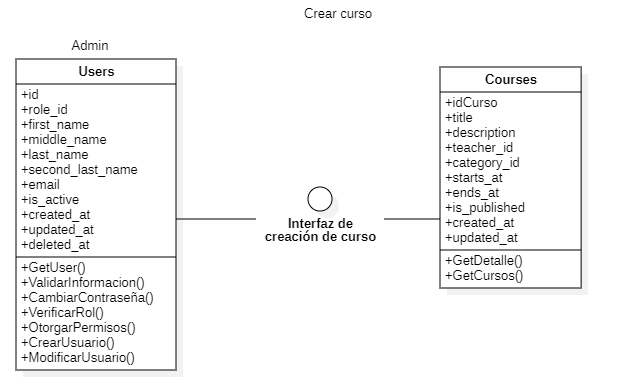 Crear curso
Admin
Users
+id
+role_id
+first_name
+middle_name
+last_name
+second_last_name
+email
+is_active
+created_at
+updated_at
+deleted_at
+GetUser()
+ValidarInformacion()
+CambiarContraseña()
+VerificarRol()
+OtorgarPermisos()
+CrearUsuario()
+ModificarUsuario()
Interfaz de
creación de curso
Courses
+idCurso
+title
+description
+teacher_id
+category_id
+starts_at
+ends_at
+is_published
+created_at
+updated_at
+GetDetalle()
+GetCursos()